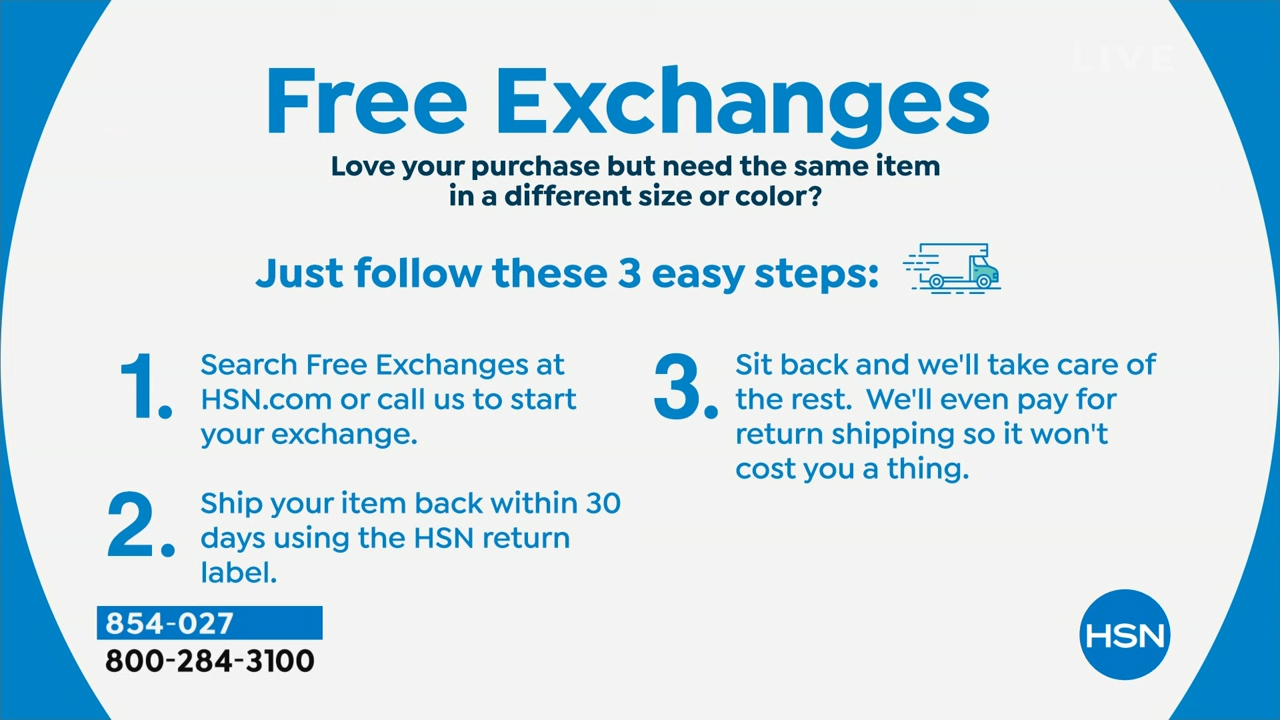 LIVE
Free Exchanges
Love your purchase but need the same item
in a different size or color?
Just follow these 3 easy steps:
1. Search Free Exchanges at
HSN.com or call us to start
your exchange.
2. Ship your item back within 30
days using the HSN return
label.
3. Sit back and we'll take care of
the rest.  We'll even pay for
return shipping so it won't
cost you a thing.
854-027
800-284-3100
HSN